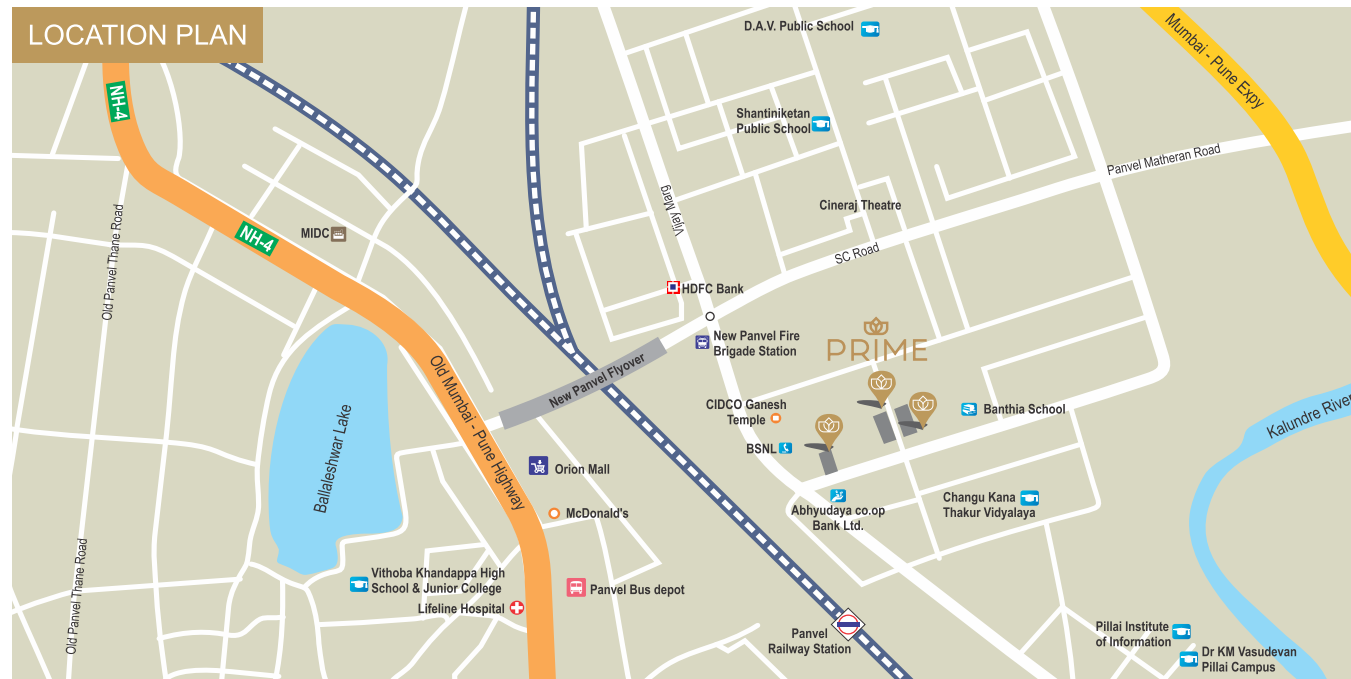 LOCATION PLAN
D.A.V. Public School
Mumbai - Pune Expy
NH-4
Shantiniketan
Public School
Panvel Matheran Road
Vijay Marg
Cineraj Theatre
Old Panvel Thane Road
NH-4
MIDC
SC Road
HDFC Bank
New Panvel Fire
Brigade Station
PRIME
New Panvel Flyover
Old Mumbai - Pune Highway
CIDCO Ganesh
Temple
Banthia School
Kalundre River
BSNL
Ballaleshwar Lake
Orion Mall
Abhyudaya co.op
Bank Ltd.
Changu Kana
Thakur Vidyalaya
McDonald's
Old Panvel Thane Road
Vithoba Khandappa High
School & Junior College
Panvel Bus depot
Lifeline Hospital
Panvel
Railway Station
Pillai Institute
of Information
Dr KM Vasudevan
Pillai Campus